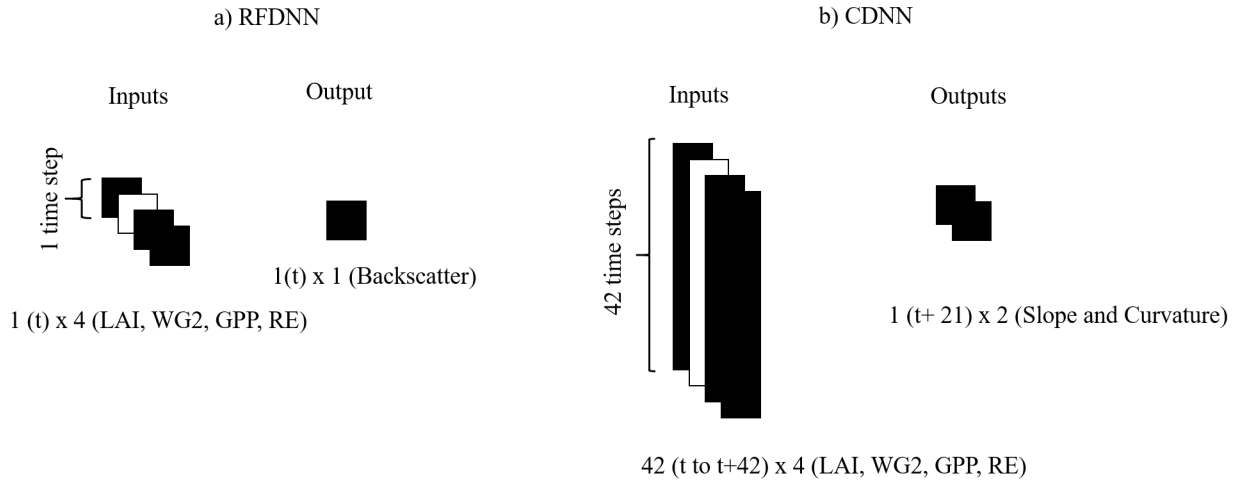 a) RFDNN
Inputs
Output
1 time step
1(t) x 1 (Backscatter)
1 (t) x 4 (LAI, WG2, GPP, RE)
b) CDNN
Inputs
Outputs
42 time steps
1 (t+ 21) x 2 (Slope and Curvature)
42 (t to t+42) x 4 (LAI, WG2, GPP, RE)